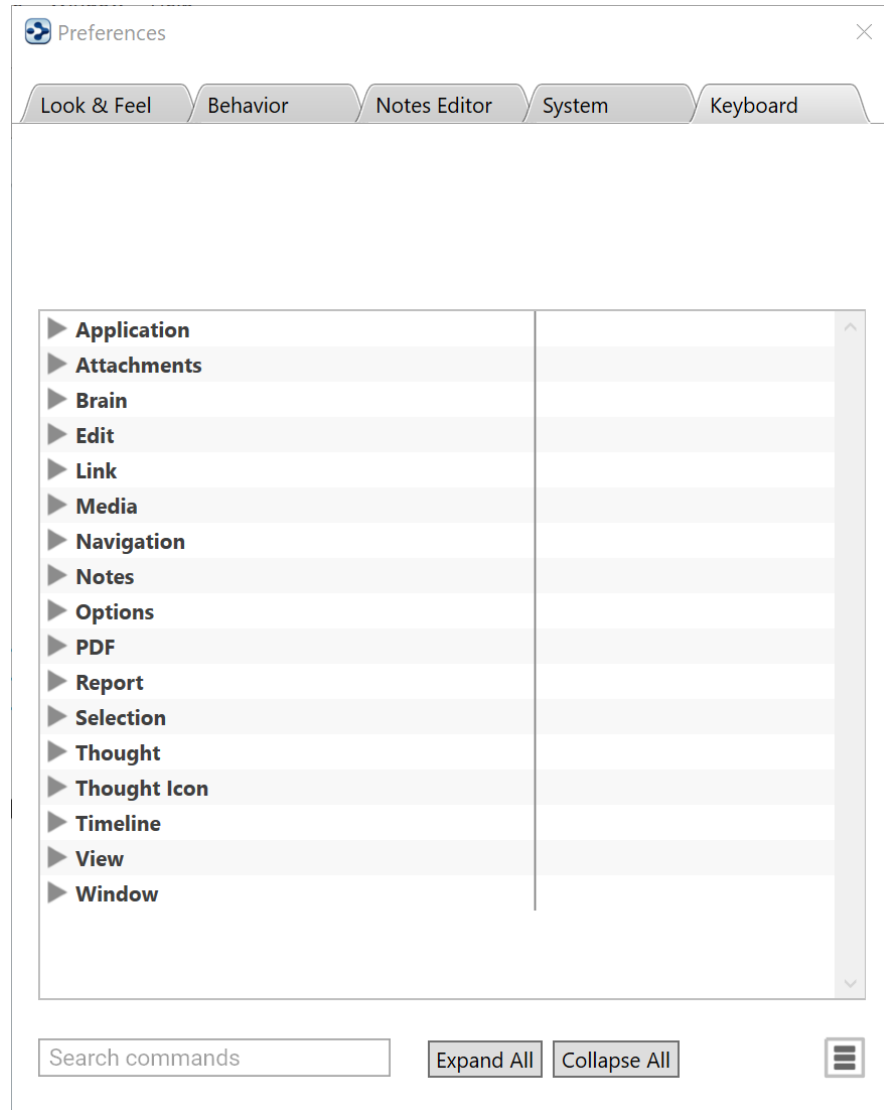 Preferences
Look & Feel Behavior Notes Editor System Keyboard
Application
Attachments
Brain
Edit
Link
Media
Navigation
Notes
Options
PDF
Report
Selection
Thought
Thought Icon
Timeline
View
Window
Search commands Expand All Collapse All